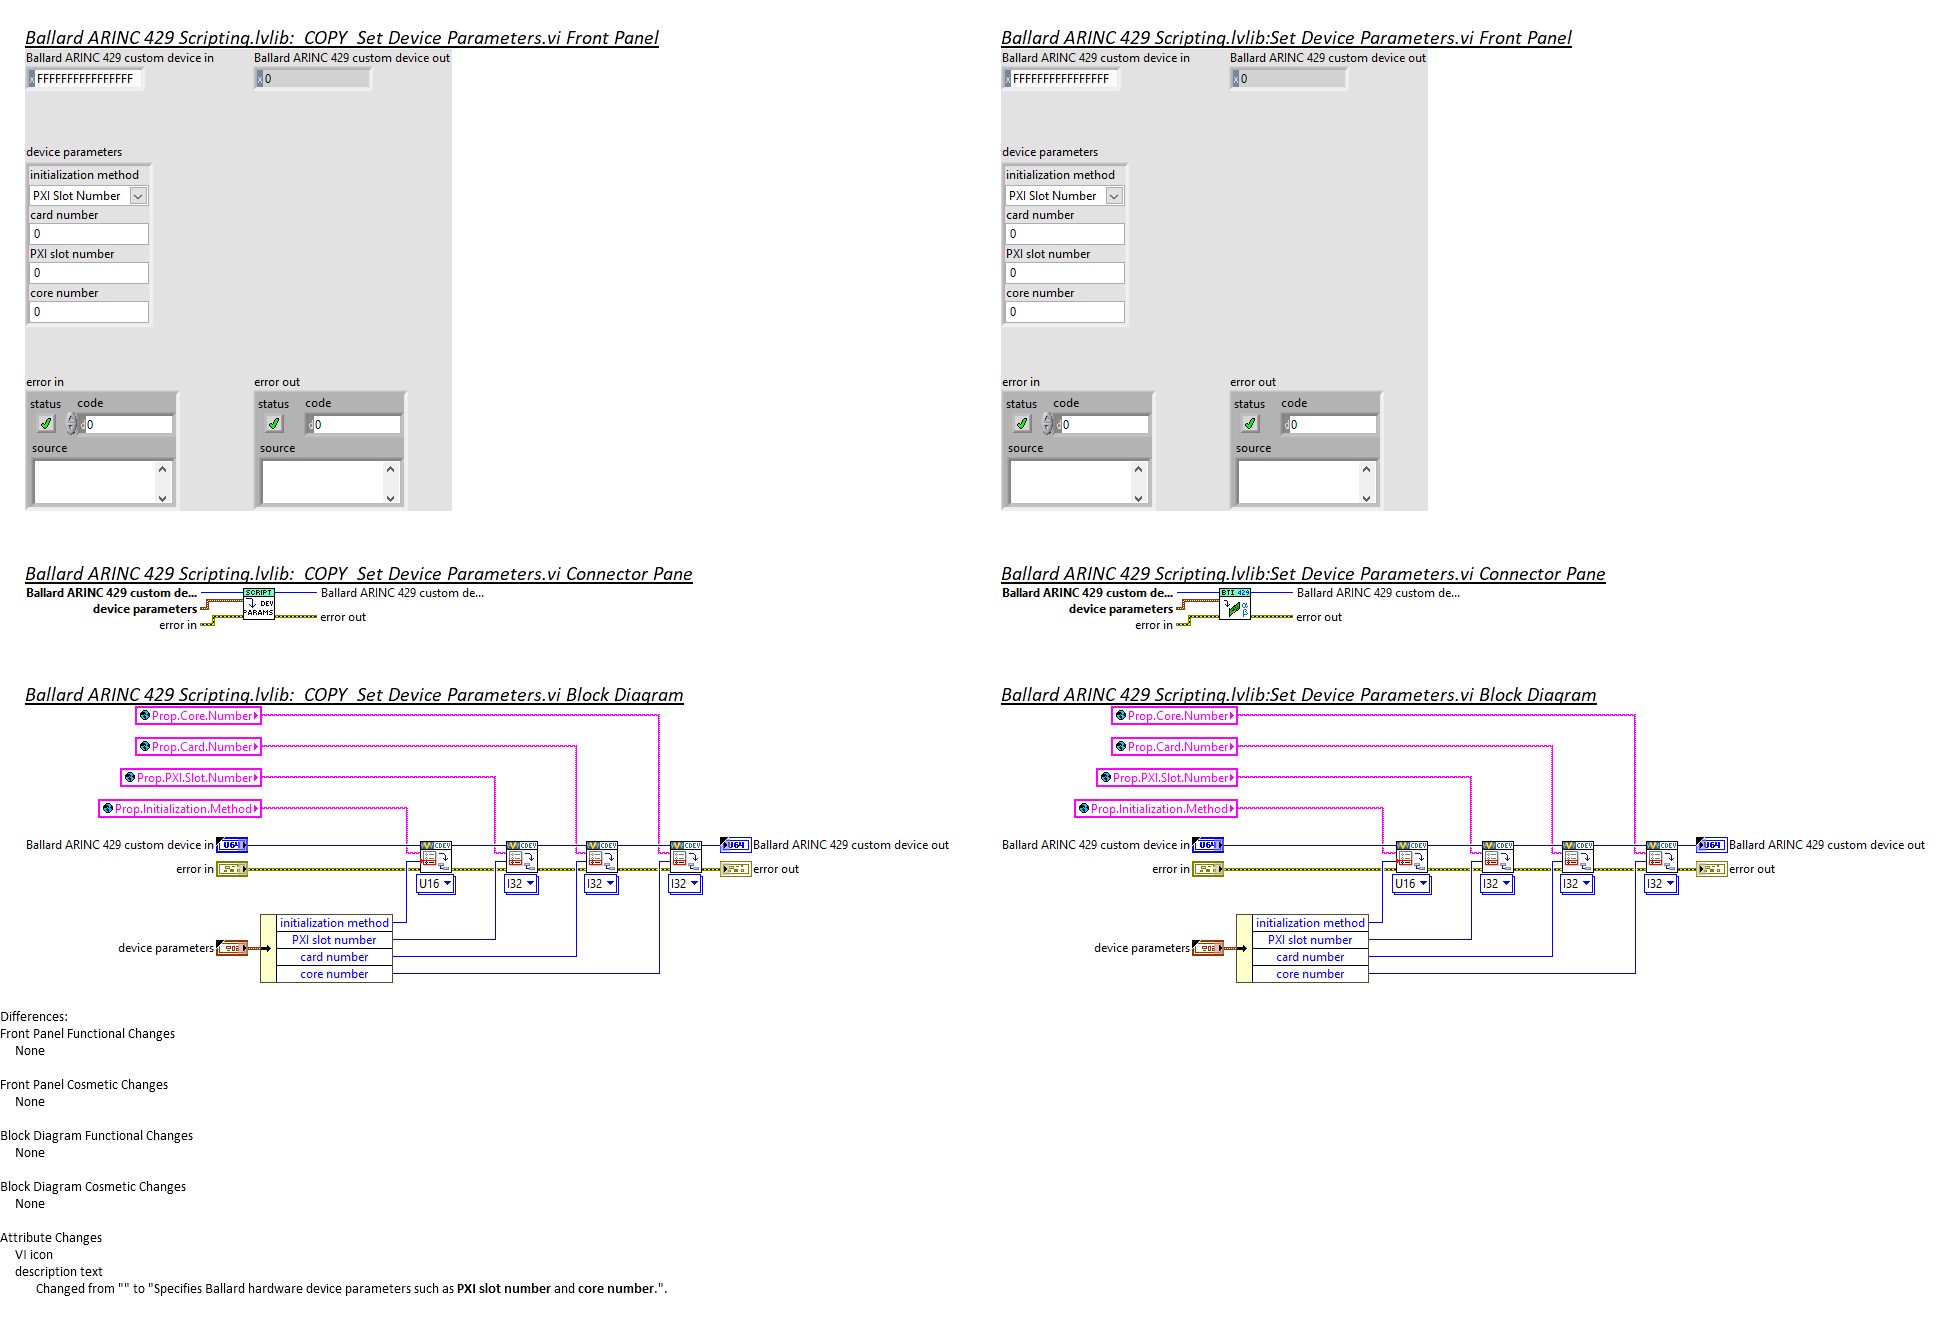 Ballard ARINC 429 Scripting.lvlib:  COPY  Set Device Parameters.vi Front Panel
Ballard ARINC 429 custom device in
Ballard ARINC 429 custom device out
x FFFFFFFFFFFFFFFF
x 0
device parameters
initialization method
PXI Slot Number
card number
0
PXI slot number
0
core number
0
error in
error out
status
code
status
code
d 0
d 0
source
source
Ballard ARINC 429 Scripting.lvlib:  COPY  Set Device Parameters.vi Connector Pane
Ballard ARINC 429 custom de...
SCRIPT
DEV
PARAMS
Ballard ARINC 429 custom de...
device parameters
error in
error out
Ballard ARINC 429 Scripting.lvlib:  COPY  Set Device Parameters.vi Block Diagram
Prop.Core.Number
Prop.Card.Number
Prop.PXI.Slot.Number
Prop.Initialization.Method
Ballard ARINC 429 custom device in
U64
CDEV
CDEV
CDEV
CDEV
U64
Ballard ARINC 429 custom device out
error in
error out
U16
I32
I32
I32
device parameters
initialization method
PXI slot number
card number
core number
Ballard ARINC 429 Scripting.lvlib:Set Device Parameters.vi Front Panel
Ballard ARINC 429 custom device in
Ballard ARINC 429 custom device out
x FFFFFFFFFFFFFFFF
x 0
device parameters
initialization method
PXI Slot Number
card number
0
PXI slot number
0
core number
0
error in
error out
status
code
status
code
d 0
d 0
source
source
Ballard ARINC 429 Scripting.lvlib:Set Device Parameters.vi Connector Pane
Ballard ARINC 429 custom de...
BTI 429
α
β
Ballard ARINC 429 custom de...
device parameters
error in
error out
Ballard ARINC 429 Scripting.lvlib:Set Device Parameters.vi Block Diagram
Prop.Core.Number
Prop.Card.Number
Prop.PXI.Slot.Number
Prop.Initialization.Method
Ballard ARINC 429 custom device in
U64
CDEV
CDEV
CDEV
CDEV
U64
Ballard ARINC 429 custom device out
error in
error out
U16
I32
I32
I32
device parameters
initialization method
PXI slot number
card number
core number
Differences:
Front Panel Functional Changes
None
Front Panel Cosmetic Changes
None
Block Diagram Functional Changes
None
Block Diagram Cosmetic Changes
None
Attribute Changes
VI icon
description text
Changed from "" to "Specifies Ballard hardware device parameters such as PXI slot number and core number.".